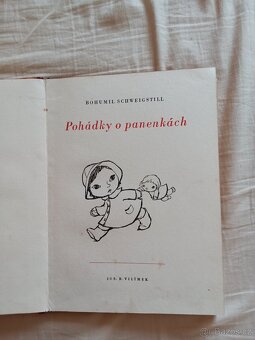 BOHUMIL SCHWEIGSTILL
Pohádky o panenkách
JOS. R. VILÍMEK